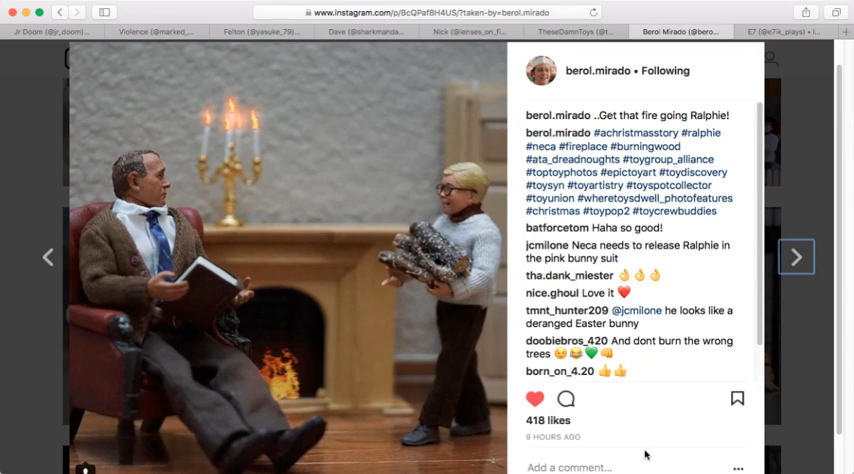 www.instagram.com/p/BcQPafBH4US/?taken-by=berol.mirado
Jr Doom (@jr_doom)... Violence (@marked_... Felton (@yasuke_79)... Dave (@sharkmanda... Nick (@lenses_on_fi... TheseDamnToys (@t... Berol Mirado (@bero... E7 (@e7ik_plays) • I...
berol.mirado • Following
berol.mirado ..Get that fire going Ralphie!
berol.mirado #achristmasstory #ralphie
#neca #fireplace #burningwood
#ata_dreadnoughts #toygroup_alliance
#toptoyphotos #epictoyart #toydiscovery
#toysyn #toyartistry #toyspotcollector
#toyunion #wheretoysdwell_photofeatures
#christmas #toypop2 #toycrewbuddies
batforcetom Haha so good!
jcmilone Neca needs to release Ralphie in
the pink bunny suit
tha.dank_miester 👌👌👌
nice.ghoul Love it ❤️
tmnt_hunter209 @jcmilone he looks like a
deranged Easter bunny
doobiebros_420 And dont burn the wrong
trees 😉😂💚👊
born_on_4.20 👍👍
418 likes
9 HOURS AGO
Add a comment...